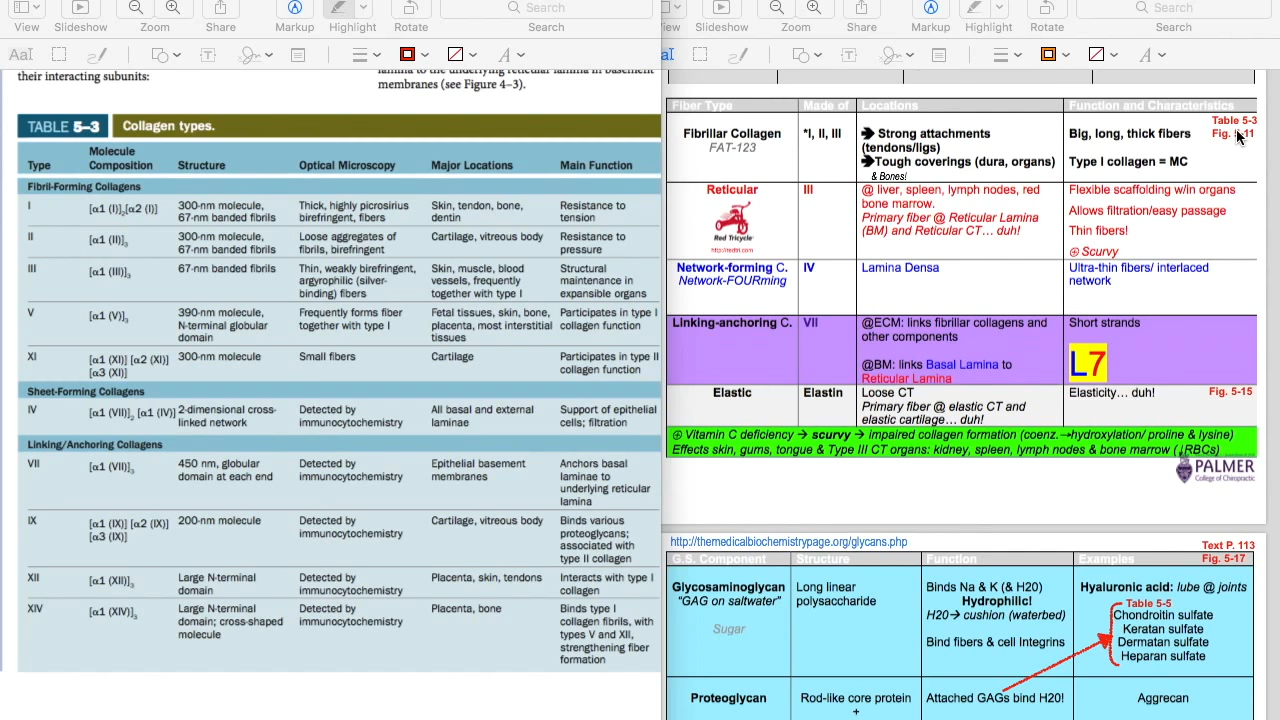 View Slideshow Zoom Share Markup Highlight Rotate Search
AaI A
their interacting subunits:
lamina to the underlying reticular lamina in basement
membranes (see Figure 4–3).
TABLE 5–3 Collagen types.
Type Molecule Composition Structure Optical Microscopy Major Locations Main Function
Fibril-Forming Collagens
I [α1 (I)]2[α2 (I)] 300-nm molecule, 67-nm banded fibrils Thick, highly picrosirius birefringent, fibers Skin, tendon, bone, dentin Resistance to tension
II [α1 (II)]3 300-nm molecule, 67-nm banded fibrils Loose aggregates of fibrils, birefringent Cartilage, vitreous body Resistance to pressure
III [α1 (III)]3 67-nm banded fibrils Thin, weakly birefringent, argyrophilic (silver-binding) fibers Skin, muscle, blood vessels, frequently together with type I Structural maintenance in expansible organs
V [α1 (V)]3 390-nm molecule, N-terminal globular domain Frequently forms fiber together with type I Fetal tissues, skin, bone, placenta, most interstitial tissues Participates in type I collagen function
XI [α1 (XI)] [α2 (XI)] [α3 (XI)] 300-nm molecule Small fibers Cartilage Participates in type II collagen function
Sheet-Forming Collagens
IV [α1 (VII)]2 [α1 (IV)] 2-dimensional cross-linked network Detected by immunocytochemistry All basal and external laminae Support of epithelial cells; filtration
Linking/Anchoring Collagens
VII [α1 (VII)]3 450 nm, globular domain at each end Detected by immunocytochemistry Epithelial basement membranes Anchors basal laminae to underlying reticular lamina
IX [α1 (IX)] [α2 (IX)] [α3 (IX)] 200-nm molecule Detected by immunocytochemistry Cartilage, vitreous body Binds various proteoglycans; associated with type II collagen
XII [α1 (XII)]3 Large N-terminal domain Detected by immunocytochemistry Placenta, skin, tendons Interacts with type I collagen
XIV [α1 (XIV)]3 Large N-terminal domain; cross-shaped molecule Detected by immunocytochemistry Placenta, bone Binds type I collagen fibrils, with types V and XII, strengthening fiber formation
View Slideshow Zoom Share Markup Highlight Rotate Search
aI A
Fiber Type Made of Locations Function and Characteristics
Table 5-3
Fig. 5-11
Fibrillar Collagen FAT-123 *I, II, III ➔ Strong attachments (tendons/ligs) ➔Tough coverings (dura, organs) & Bones! Big, long, thick fibers Type I collagen = MC
Reticular Red Tricycle http://redtri.com III @ liver, spleen, lymph nodes, red bone marrow. Primary fiber @ Reticular Lamina (BM) and Reticular CT… duh! Flexible scaffolding w/in organs Allows filtration/easy passage Thin fibers! ⊕ Scurvy
Network-forming C. Network-FOURming IV Lamina Densa Ultra-thin fibers/ interlaced network
Linking-anchoring C. VII @ECM: links fibrillar collagens and other components @BM: links Basal Lamina to Reticular Lamina Short strands L7
Elastic Elastin Loose CT Primary fiber @ elastic CT and elastic cartilage… duh! Elasticity… duh! Fig. 5-15
⊕ Vitamin C deficiency → scurvy → impaired collagen formation (coenz.→hydroxylation/ proline & lysine)
Effects skin, gums, tongue & Type III CT organs: kidney, spleen, lymph nodes & bone marrow (↓RBCs)
PALMER
College of Chiropractic
http://themedicalbiochemistrypage.org/glycans.php
Text P. 113
Fig. 5-17
G.S. Component Structure Function Examples
Glycosaminoglycan "GAG on saltwater" Sugar Long linear polysaccharide Binds Na & K (& H20) Hydrophilic! H20→ cushion (waterbed) Bind fibers & cell Integrins Hyaluronic acid: lube @ joints Table 5-5 Chondroitin sulfate Keratan sulfate Dermatan sulfate Heparan sulfate
Proteoglycan Rod-like core protein + Attached GAGs bind H20! Aggrecan